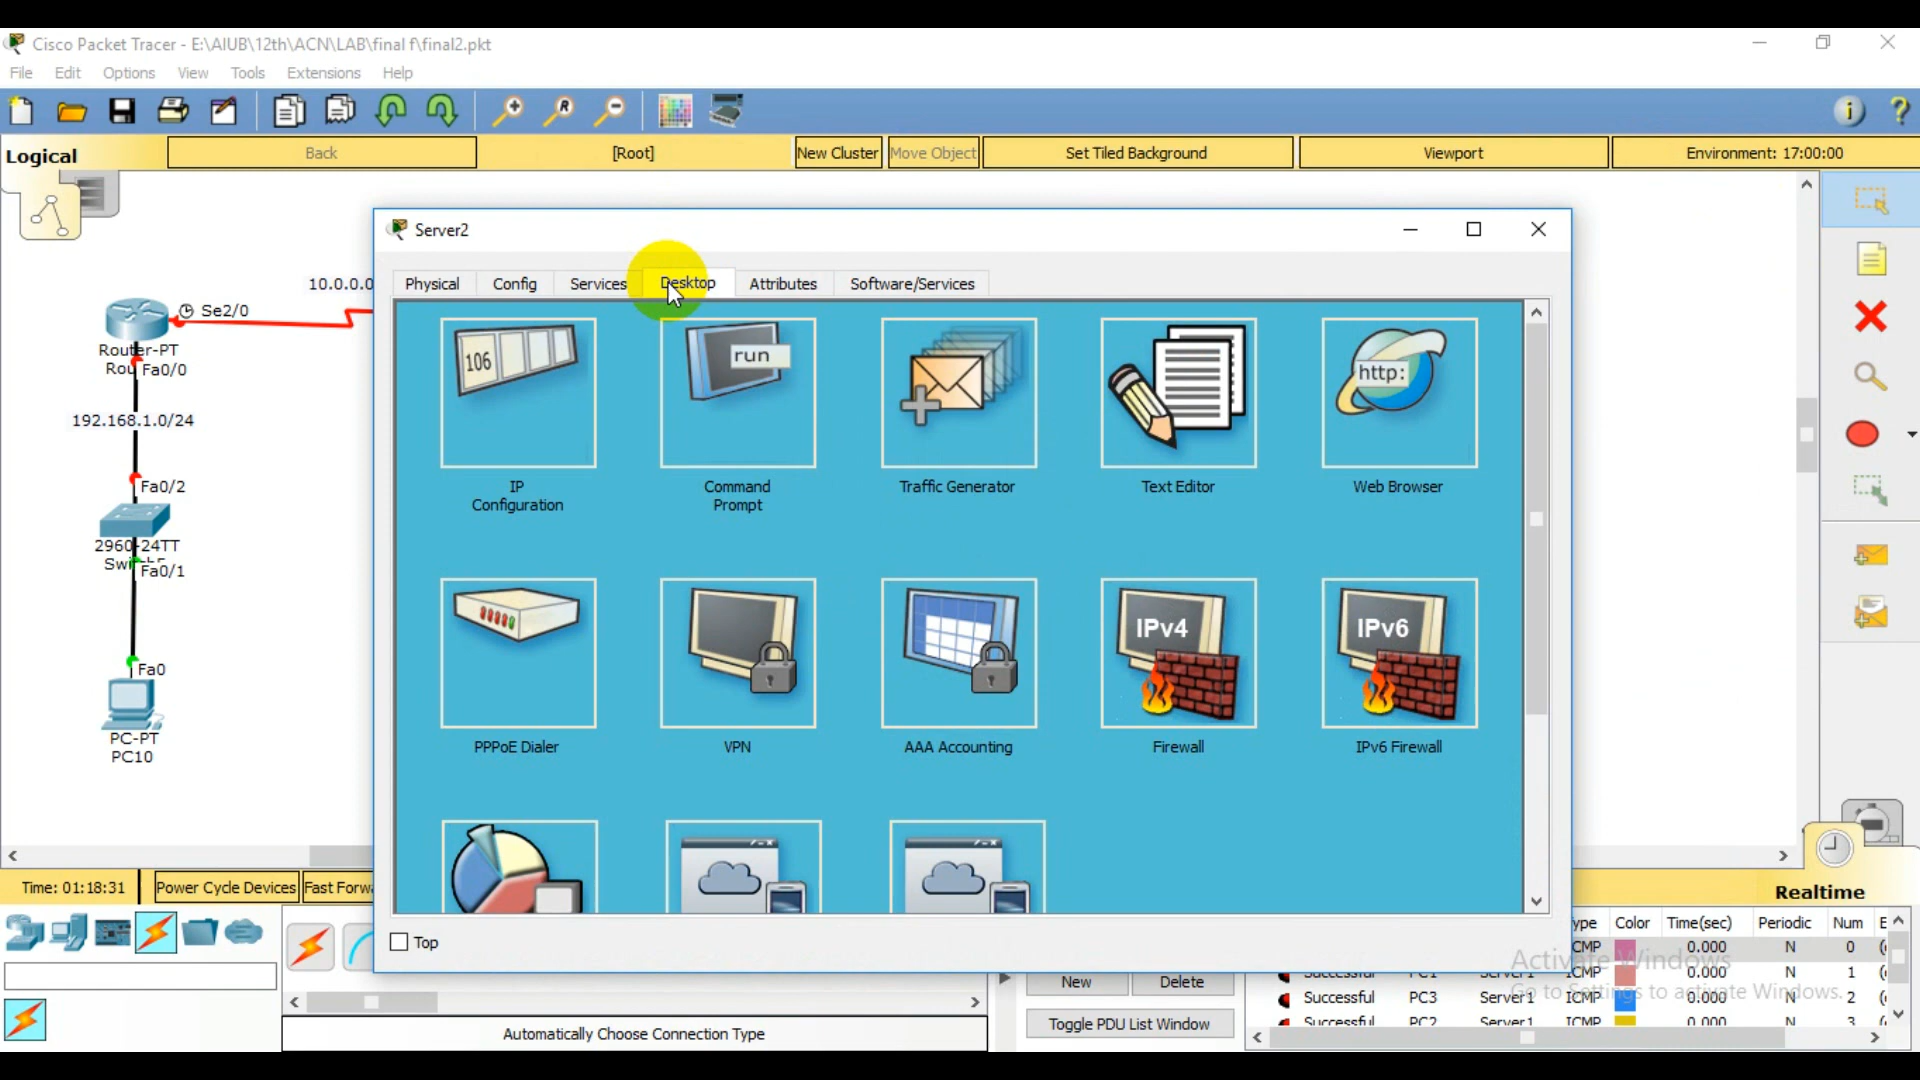 Cisco Packet Tracer - E:\AIUB\12th\ACN\LAB\final f\final2.pkt
File Edit Options View Tools Extensions Help
Logical Back [Root] New Cluster Move Object Set Tiled Background Viewport Environment: 17:00:00
Server2
Physical Config Services Desktop Attributes Software/Services
10.0.0.0
Se2/0
Router-PT
Fa0/0
192.168.1.0/24
Fa0/2
2960-24TT
Fa0/1
Fa0
PC-PT
PC10
106
run
http:
IP
Configuration
Command
Prompt
Traffic Generator
Text Editor
Web Browser
IPv4
IPv6
PPPoE Dialer
VPN
AAA Accounting
Firewall
IPv6 Firewall
Top
Time: 01:18:31 Power Cycle Devices Realtime
Automatically Choose Connection Type
New Delete
Toggle PDU List Window
Color Time(sec) Periodic Num
0.000 N 0
0.000 N 1
Successful PC3 Server1 ICMP 0.000 N 2
Successful PC2 Server1 ICMP 0.000 N 3
Activate Windows
Go to Settings to activate Windows.